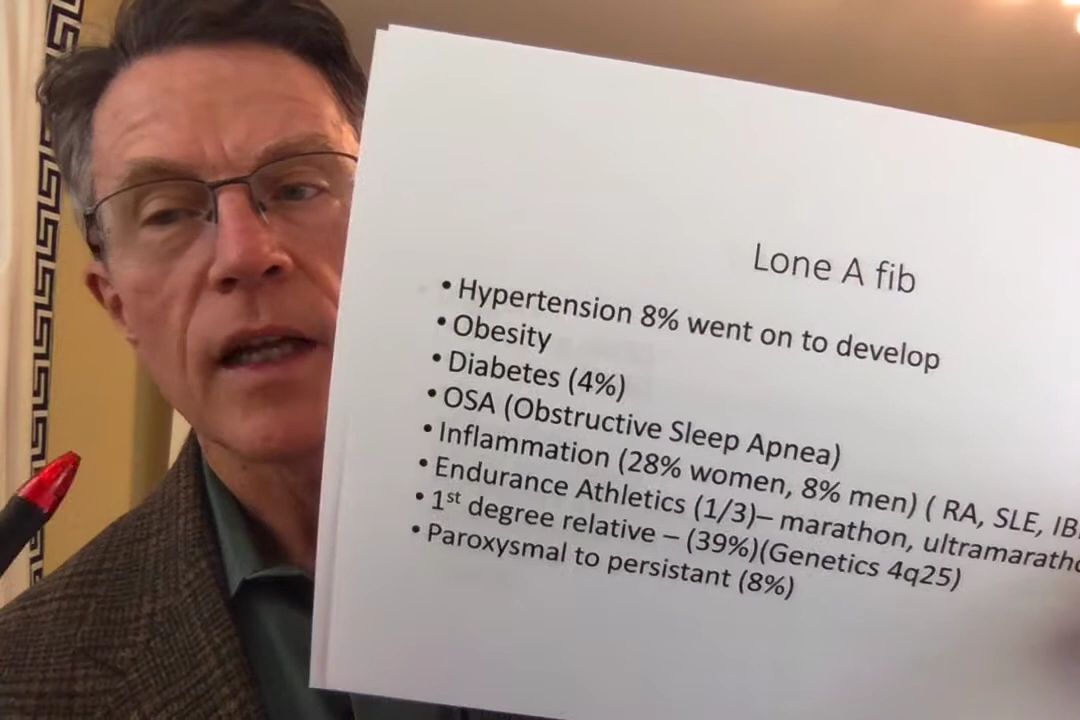 Lone A fib
• Hypertension 8% went on to develop
• Obesity
• Diabetes (4%)
• OSA (Obstructive Sleep Apnea)
• Inflammation (28% women, 8% men) ( RA, SLE,
• Endurance Athletics (1/3)– marathon,
• 1st degree relative – (39%)(Genetics 4q25)
• Paroxysmal to persistant (8%)